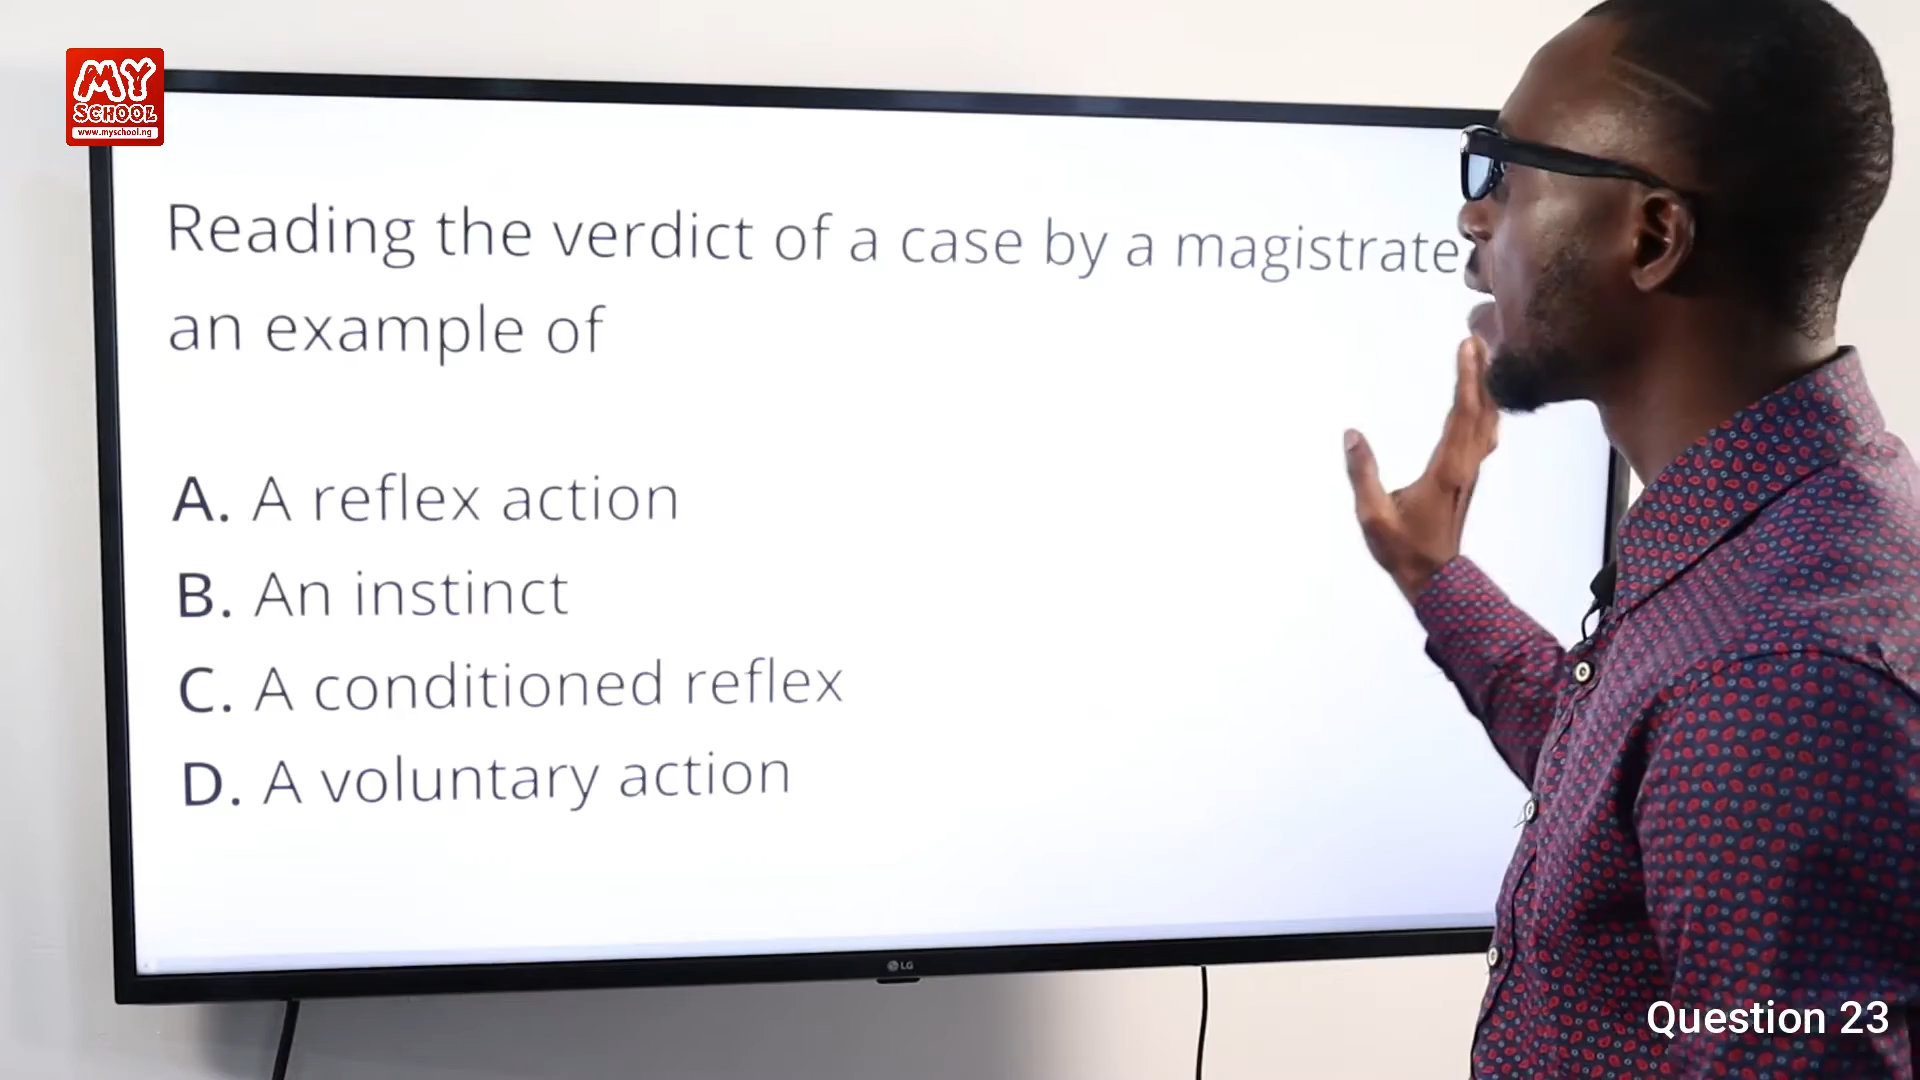 MY
SCHOOL
www.myschool.ng
Reading the verdict of a case by a magistrate
an example of
A. A reflex action
B. An instinct
C. A conditioned reflex
D. A voluntary action
LG
Question 23